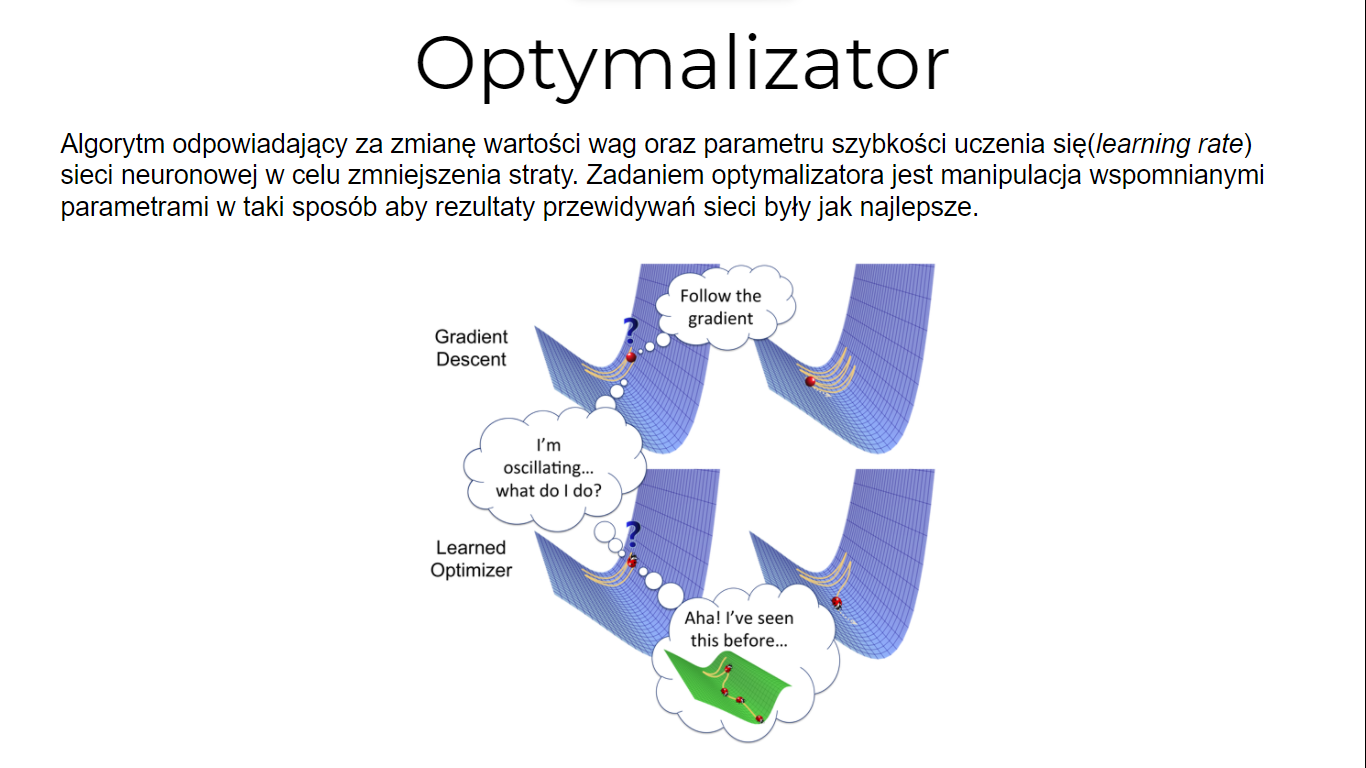 Optymalizator
Algorytm odpowiadający za zmianę wartości wag oraz parametru szybkości uczenia się(learning rate)
sieci neuronowej w celu zmniejszenia straty. Zadaniem optymalizatora jest manipulacja wspomnianymi
parametrami w taki sposób aby rezultaty przewidywań sieci były jak najlepsze.
Gradient
Descent
?
Follow the
gradient
I'm
oscillating...
what do I do?
Learned
Optimizer
?
Aha! I've seen
this before...